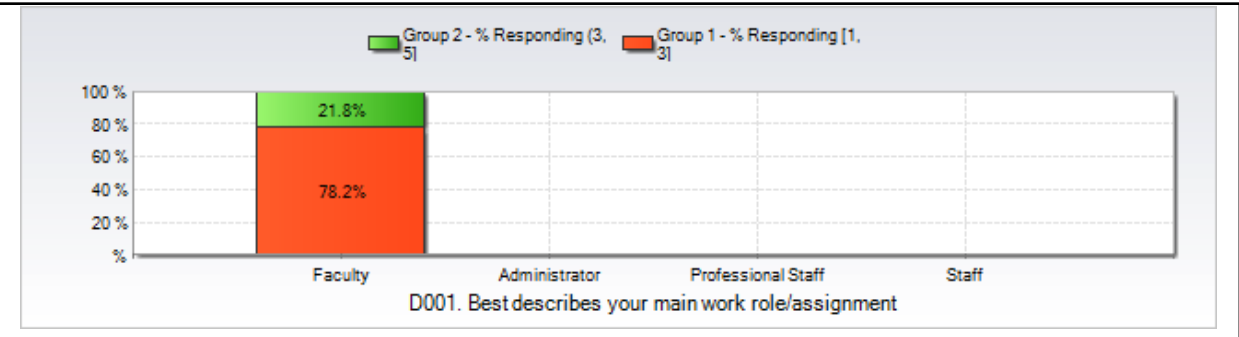 Group 2 - % Responding (3,
5]
Group 1 - % Responding [1,
3]
100 %
80 %
60 %
40 %
20 %
%
21.8%
78.2%
Faculty
Administrator
Professional Staff
Staff
D001. Best describes your main work role/assignment